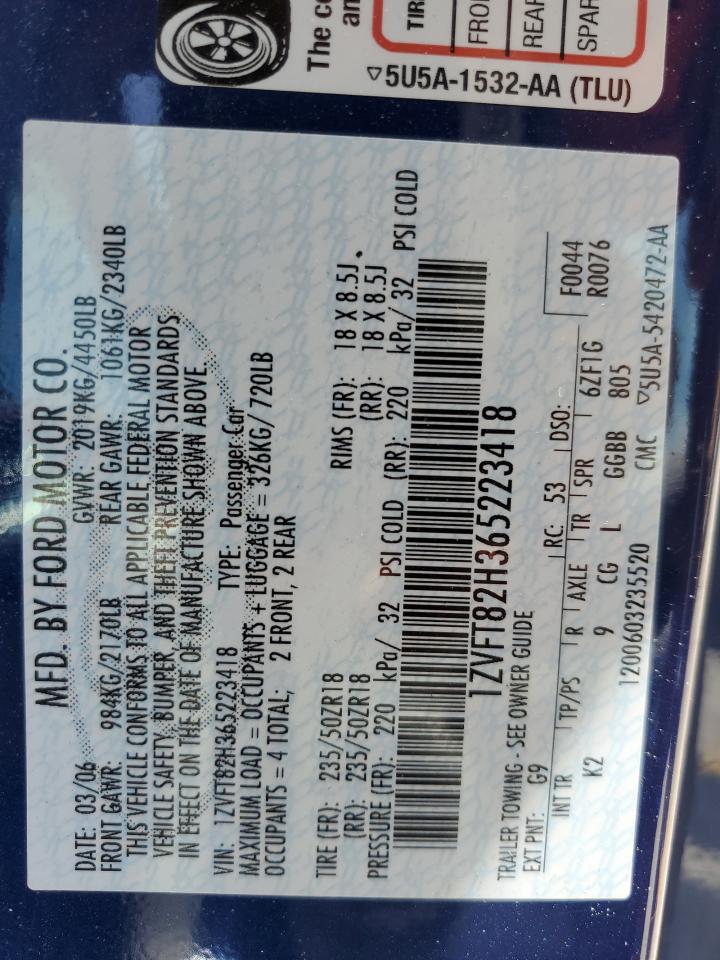 The co
an
TIR
FRO
REAR
SPAR
▽5U5A-1532-AA (TLU)
MFD. BY FORD MOTOR CO.
DATE: 03/06 GVWR: 2019KG/4450LB
FRONT GAWR: 984KG/2170LB REAR GAWR: 1061KG/2340LB
THIS VEHICLE CONFORMS TO ALL APPLICABLE FEDERAL MOTOR
VEHICLE SAFETY, BUMPER, AND THEFT PREVENTION STANDARDS
IN EFFECT ON THE DATE OF MANUFACTURE SHOWN ABOVE.
VIN: 1ZVFT82H365223418 TYPE: Passenger Car
MAXIMUM LOAD = OCCUPANTS + LUGGAGE = 326KG/720LB
OCCUPANTS = 4 TOTAL; 2 FRONT, 2 REAR
TIRE (FR): 235/50ZR18 RIMS (FR): 18 X 8.5J.
(RR): 235/50ZR18 (RR): 18 X 8.5J
PRESSURE (FR): 220 kPa/ 32 PSI COLD (RR): 220 kPa/ 32 PSI COLD
1ZVFT82H365223418
TRAILER TOWING - SEE OWNER GUIDE
EXT PNT: G9 RC: 53 DSO: F0044
R0076
INT TR TP/PS R AXLE TR SPR 6ZF1G
K2 9 CG L GGBB 805
1200603235520 CMC ▽5U5A-5420472-AA